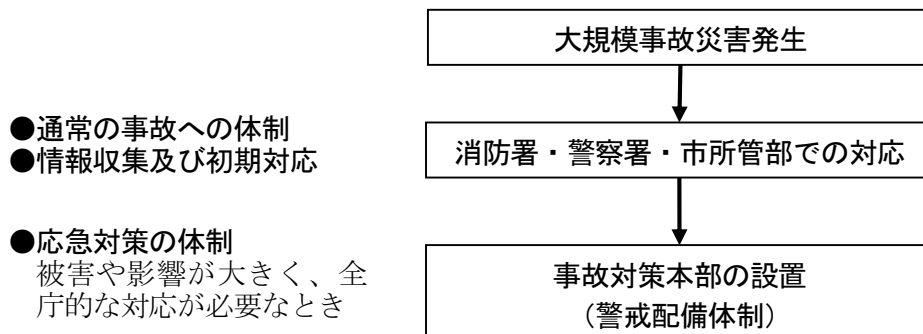 大規模事故災害発生
●通常の事故への体制
●情報収集及び初期対応
消防署・警察署・市所管部での対応
●応急対策の体制
被害や影響が大きく、全
庁的な対応が必要なとき
事故対策本部の設置
（警戒配備体制）